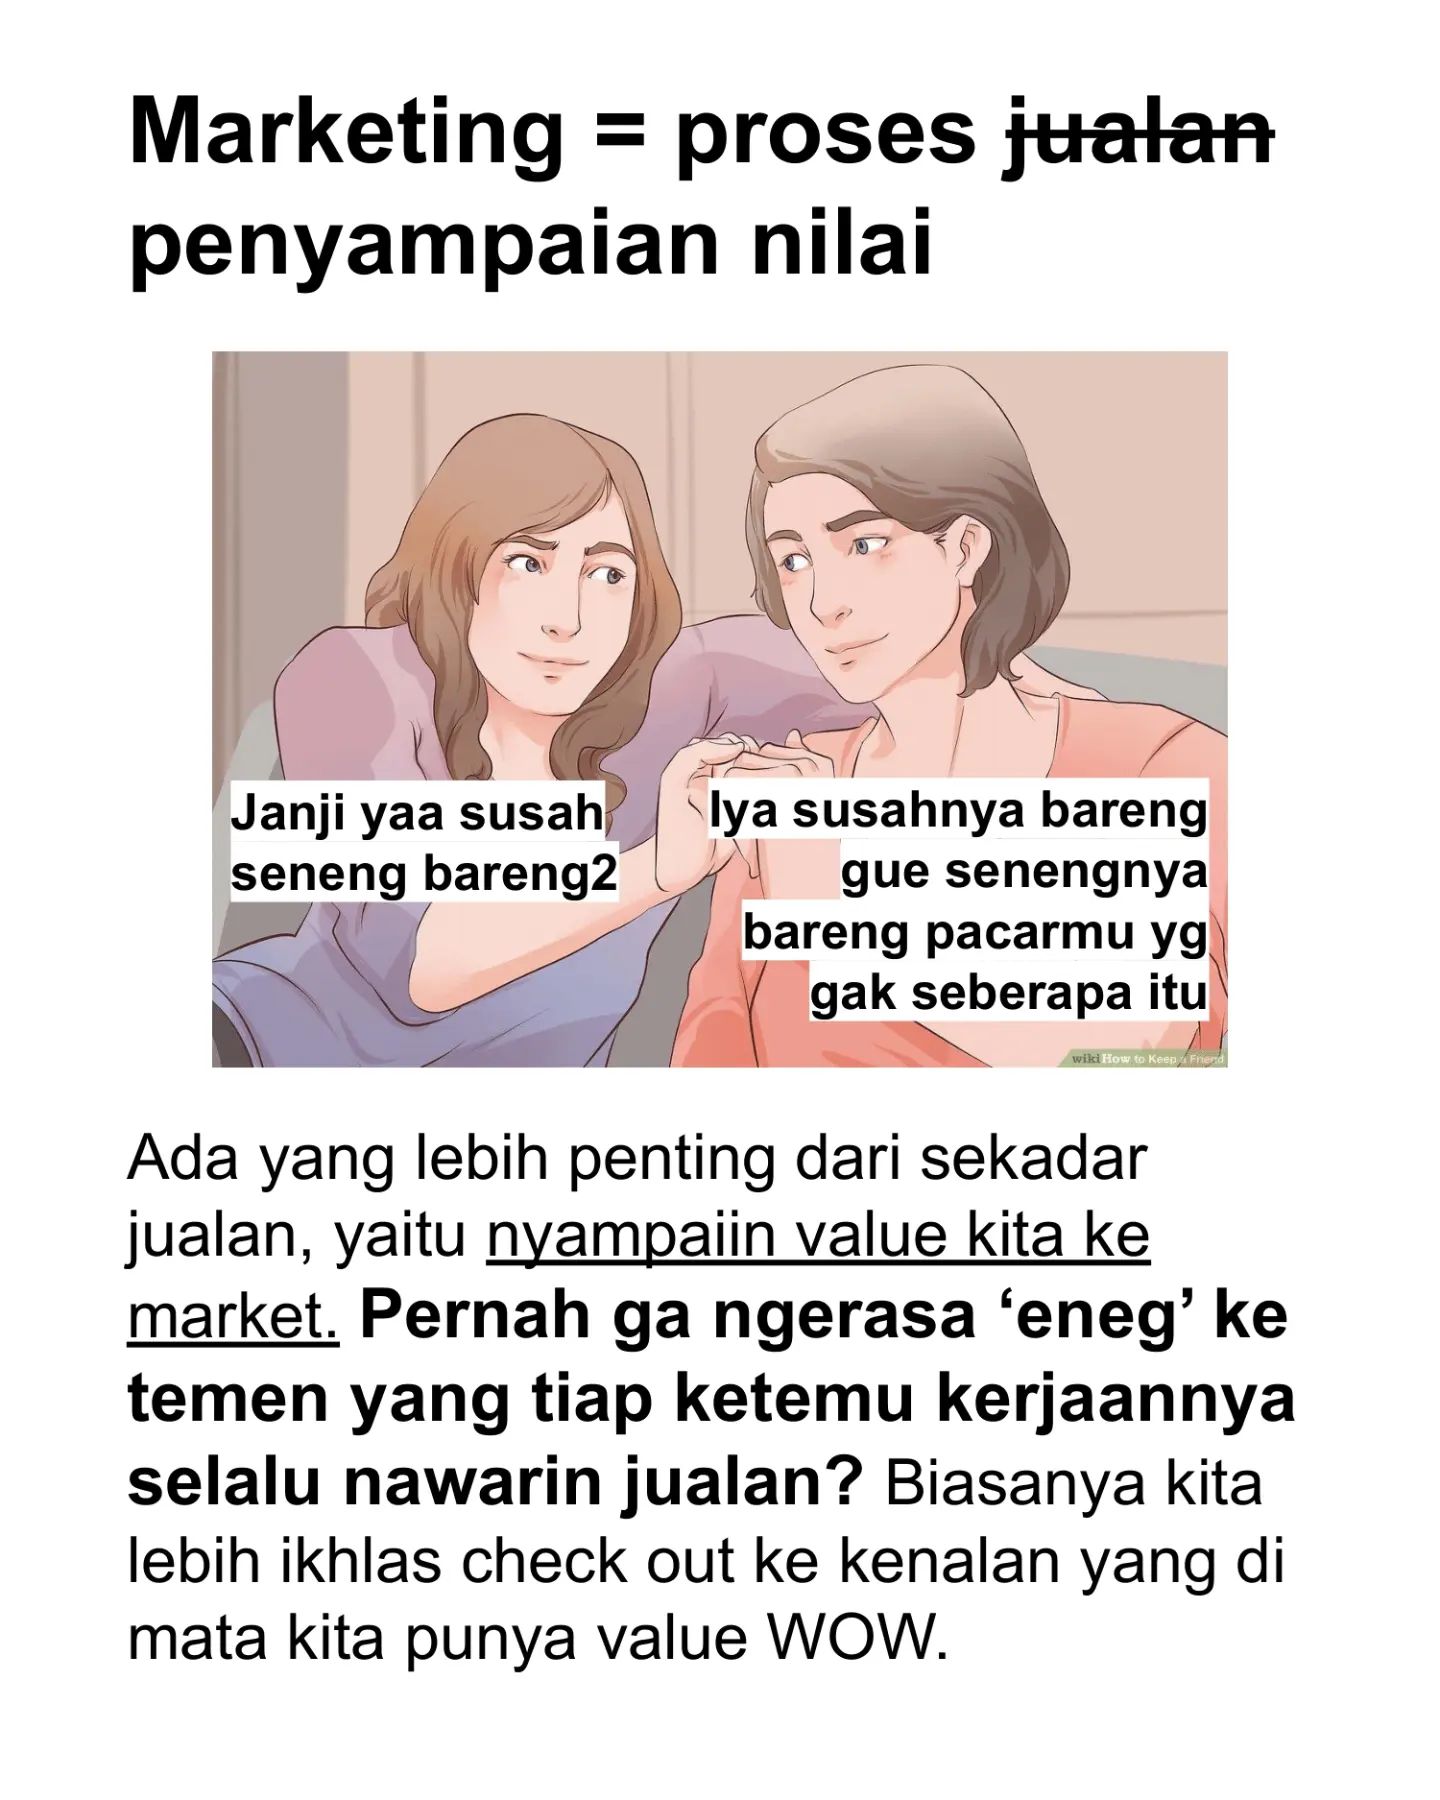 Marketing = proses jualan
penyampaian nilai
Janji yaa susah
seneng bareng2
Iya susahnya bareng
gue senengnya
bareng pacarmu yg
gak seberapa itu
wikiHow to Keep a Friend
Ada yang lebih penting dari sekadar
jualan, yaitu nyampaiin value kita ke
market. Pernah ga ngerasa ‘eneg’ ke
temen yang tiap ketemu kerjaannya
selalu nawarin jualan? Biasanya kita
lebih ikhlas check out ke kenalan yang di
mata kita punya value WOW.